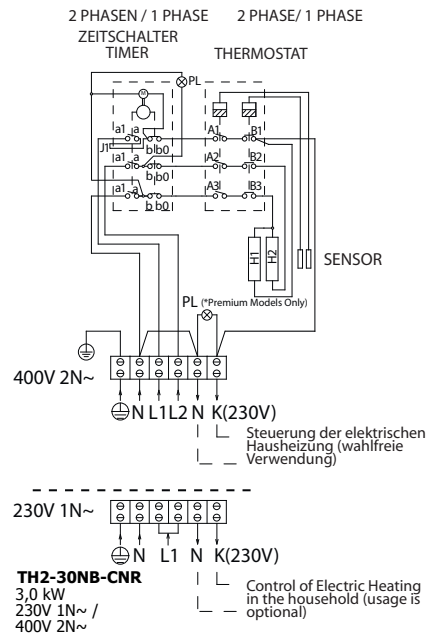 2 PHASEN / 1 PHASE
2 PHASE/ 1 PHASE
ZEITSCHALTER
TIMER
THERMOSTAT
PL
M
a1 a
J1
b b0
A1
B1
a1 a
b b0
A2
B2
a1 a
b b0
A3
B3
H1
H2
SENSOR
PL (*Premium Models Only)
400V 2N~
N L1 L2 N K(230V)
Steuerung der elektrischen
Hausheizung (wahlfreie
Verwendung)
230V 1N~
N L1 N K(230V)
TH2-30NB-CNR
3,0 kW
230V 1N~ /
400V 2N~
Control of Electric Heating
in the household (usage is
optional)